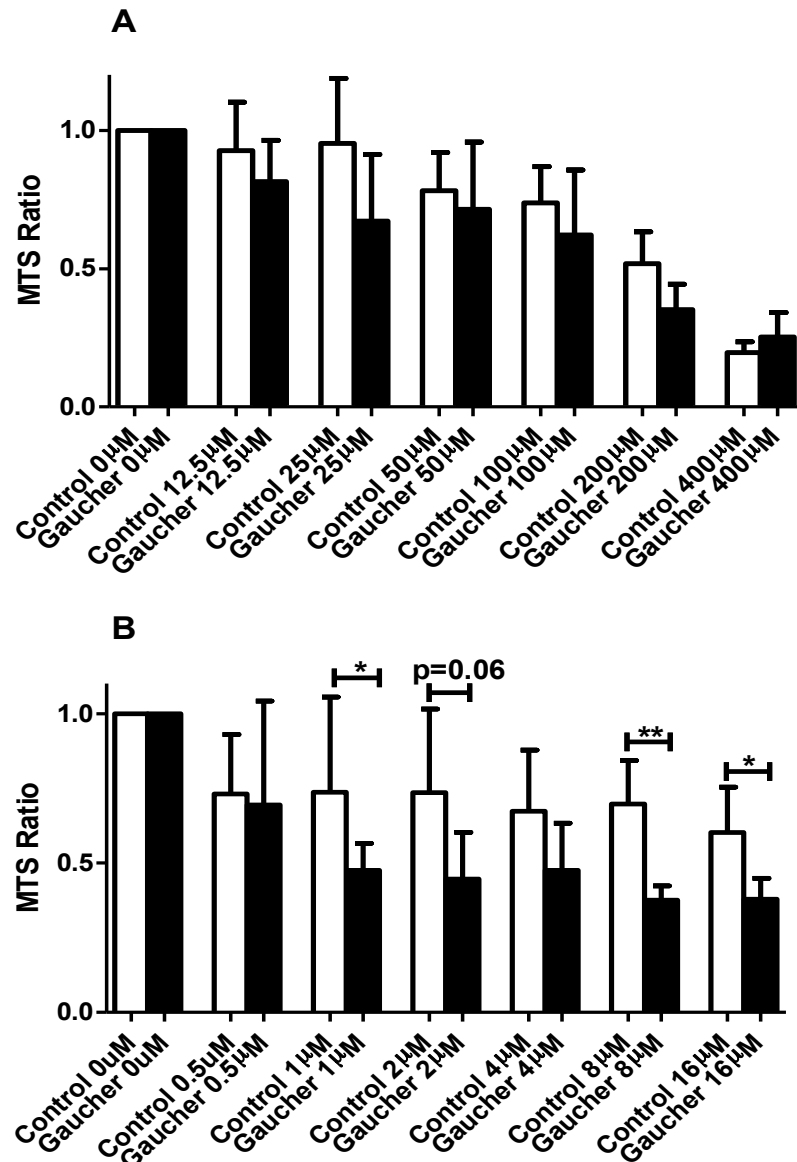 A
MTS Ratio
1.0
0.5
0.0
Control 0μM
Gaucher 0μM
Control 12.5μM
Gaucher 12.5μM
Control 25μM
Gaucher 25μM
Control 50μM
Gaucher 50μM
Control 100μM
Gaucher 100μM
Control 200μM
Gaucher 200μM
Control 400μM
Gaucher 400μM
B
MTS Ratio
1.0
0.5
0.0
*
p=0.06
**
*
Control 0uM
Gaucher 0uM
Control 0.5uM
Gaucher 0.5μM
Control 1μM
Gaucher 1μM
Control 2μM
Gaucher 2μM
Control 4μM
Gaucher 4μM
Control 8μM
Gaucher 8μM
Control 16μM
Gaucher 16μM